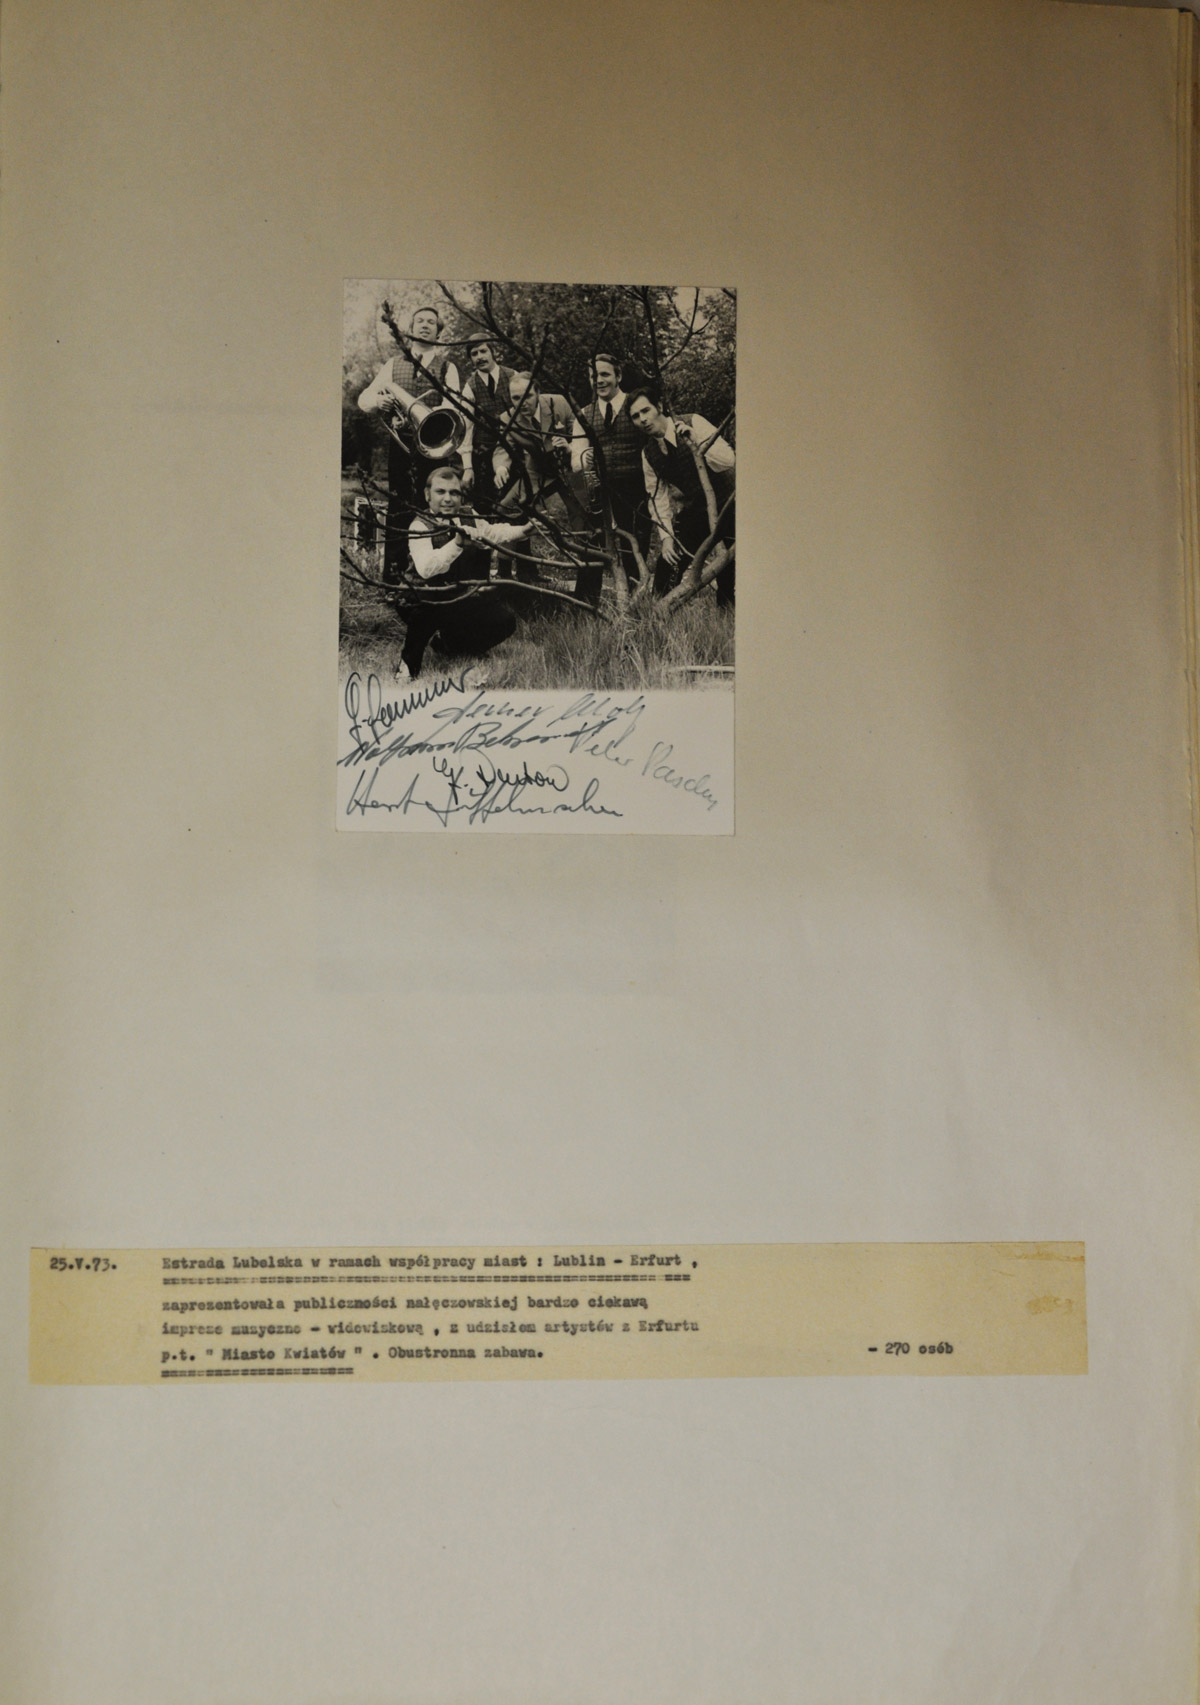 Peter
25.V.73. Estrada Lubelska w ramach współpracy miast : Lublin - Erfurt ,
zaprezentowała publiczności nałęczowskiej bardzo ciekawą
imprezę muzyczno - widowiskową , z udziałem artystów z Erfurtu
p.t. " Miasto Kwiatów " . Obustronna zabawa. - 270 osób